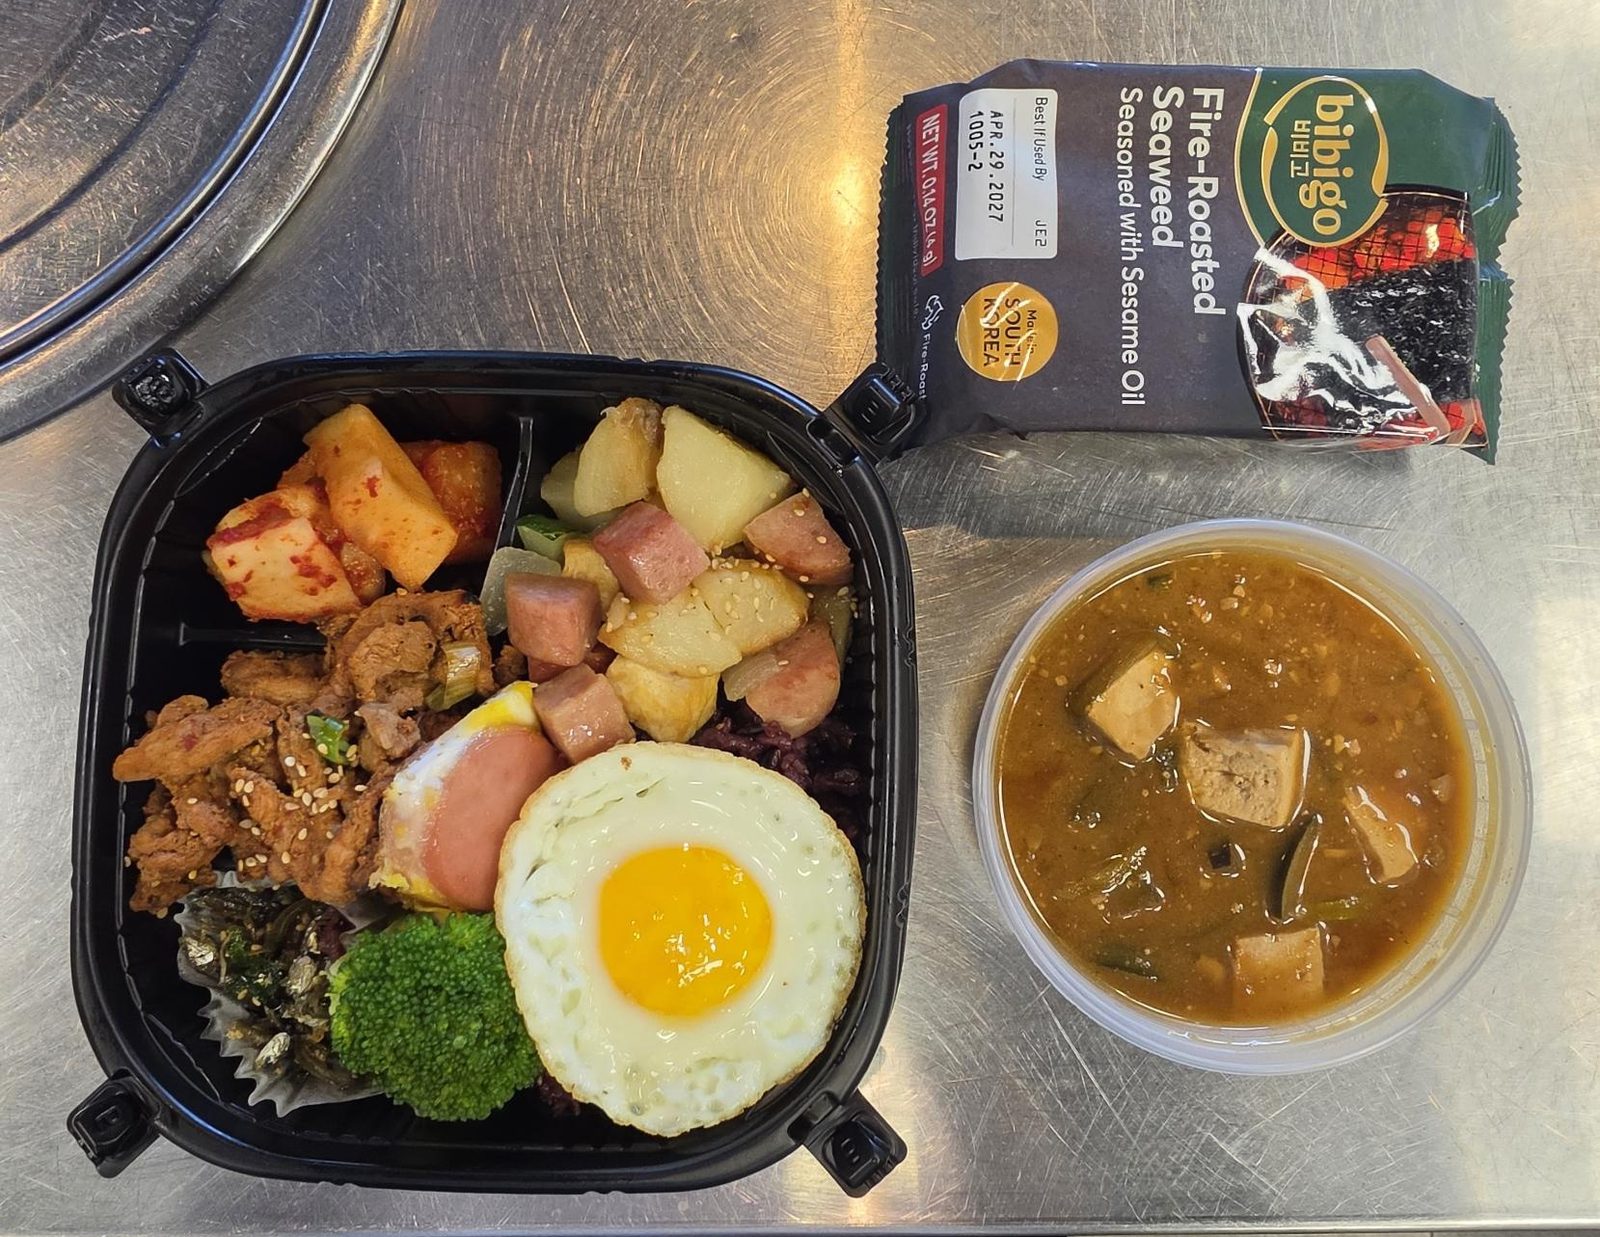 bibigo
비비고
Fire-Roasted
Seaweed
Seasoned with Sesame Oil
Best If Used By JE2
APR.29.2027
1005-2
NET WT. 0.14 OZ (4 g)
Made in
SOUTH
KOREA
Fire-Roast